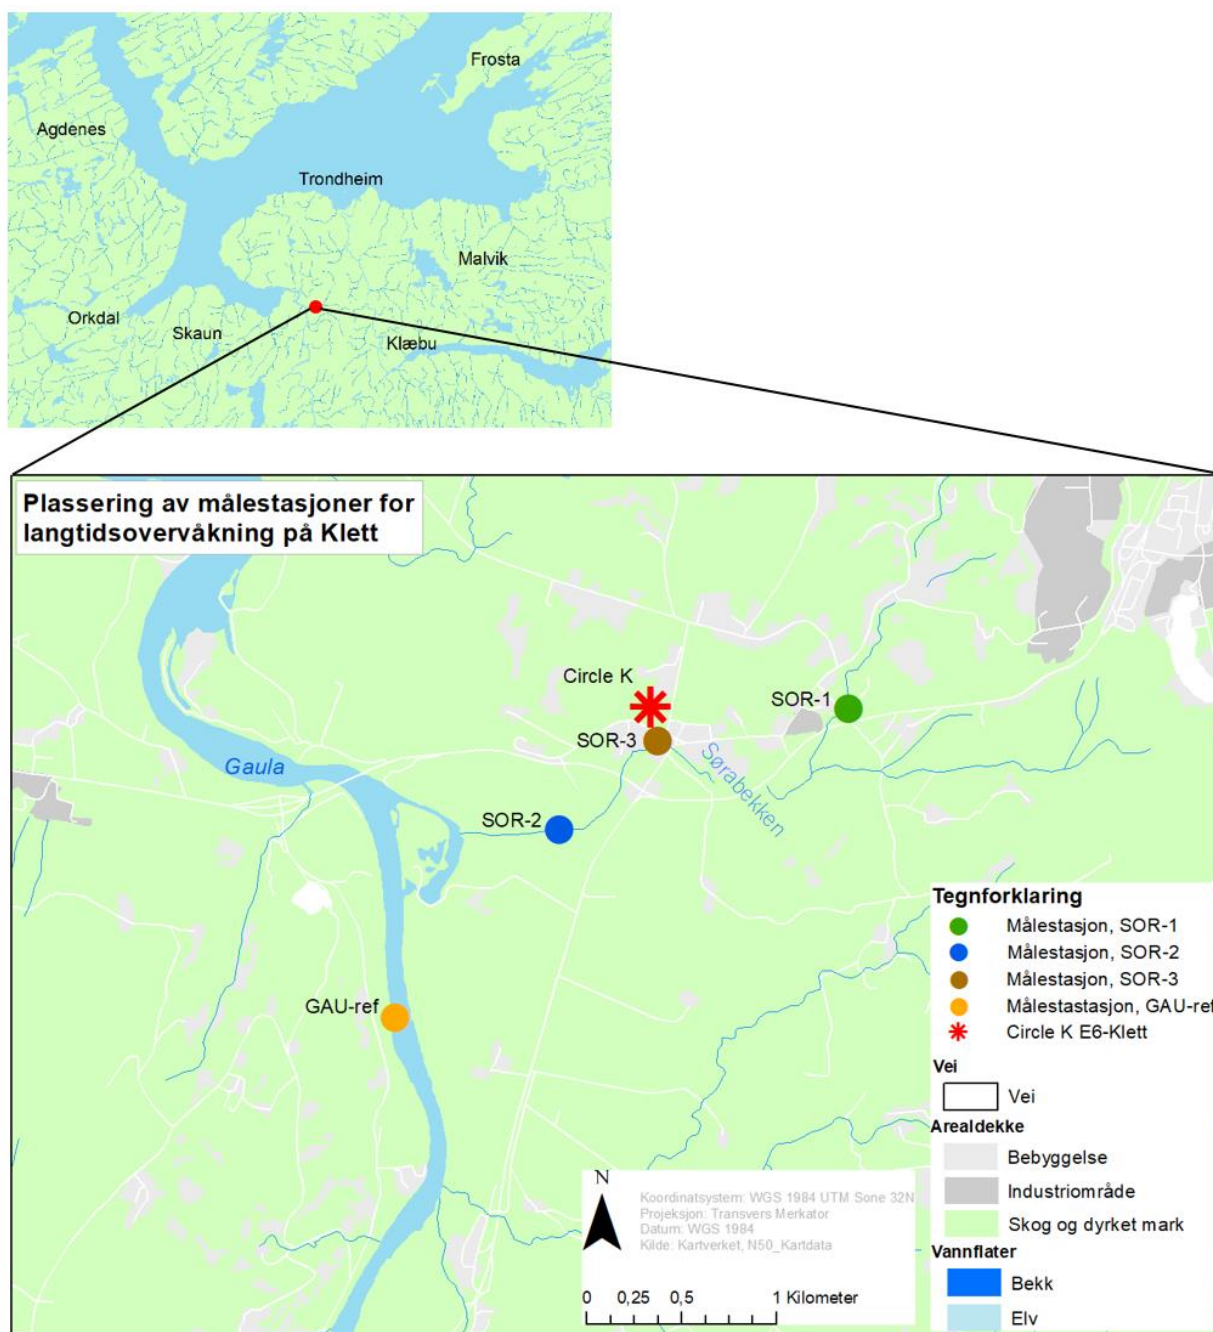 Frosta
Agdenes
Trondheim
Malvik
Orkdal
Skaun
Klæbu
Plassering av målestasjoner for
langtidsovervåkning på Klett
Circle K
SOR-1
SOR-3
Sørabekken
Gaula
SOR-2
GAU-ref
Tegnforklaring
Målestasjon, SOR-1
Målestasjon, SOR-2
Målestasjon, SOR-3
Målestastasjon, GAU-ref
Circle K E6-Klett
Vei
Vei
Arealdekke
Bebyggelse
Industriområde
Skog og dyrket mark
Vannflater
Bekk
Elv
N
Koordinatsystem: WGS 1984 UTM Sone 32N
Projeksjon: Transvers Merkator
Datum: WGS 1984
Kilde: Kartverket, N50_Kartdata
0 0,25 0,5 1 Kilometer